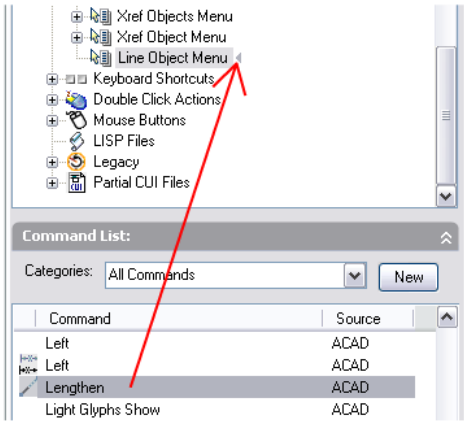 Xref Objects Menu
Xref Object Menu
Line Object Menu
Keyboard Shortcuts
Double Click Actions
Mouse Buttons
LISP Files
Legacy
Partial CUI Files
Command List:
Categories: All Commands New
Command Source
Left ACAD
Left ACAD
Lengthen ACAD
Light Glyphs Show ACAD